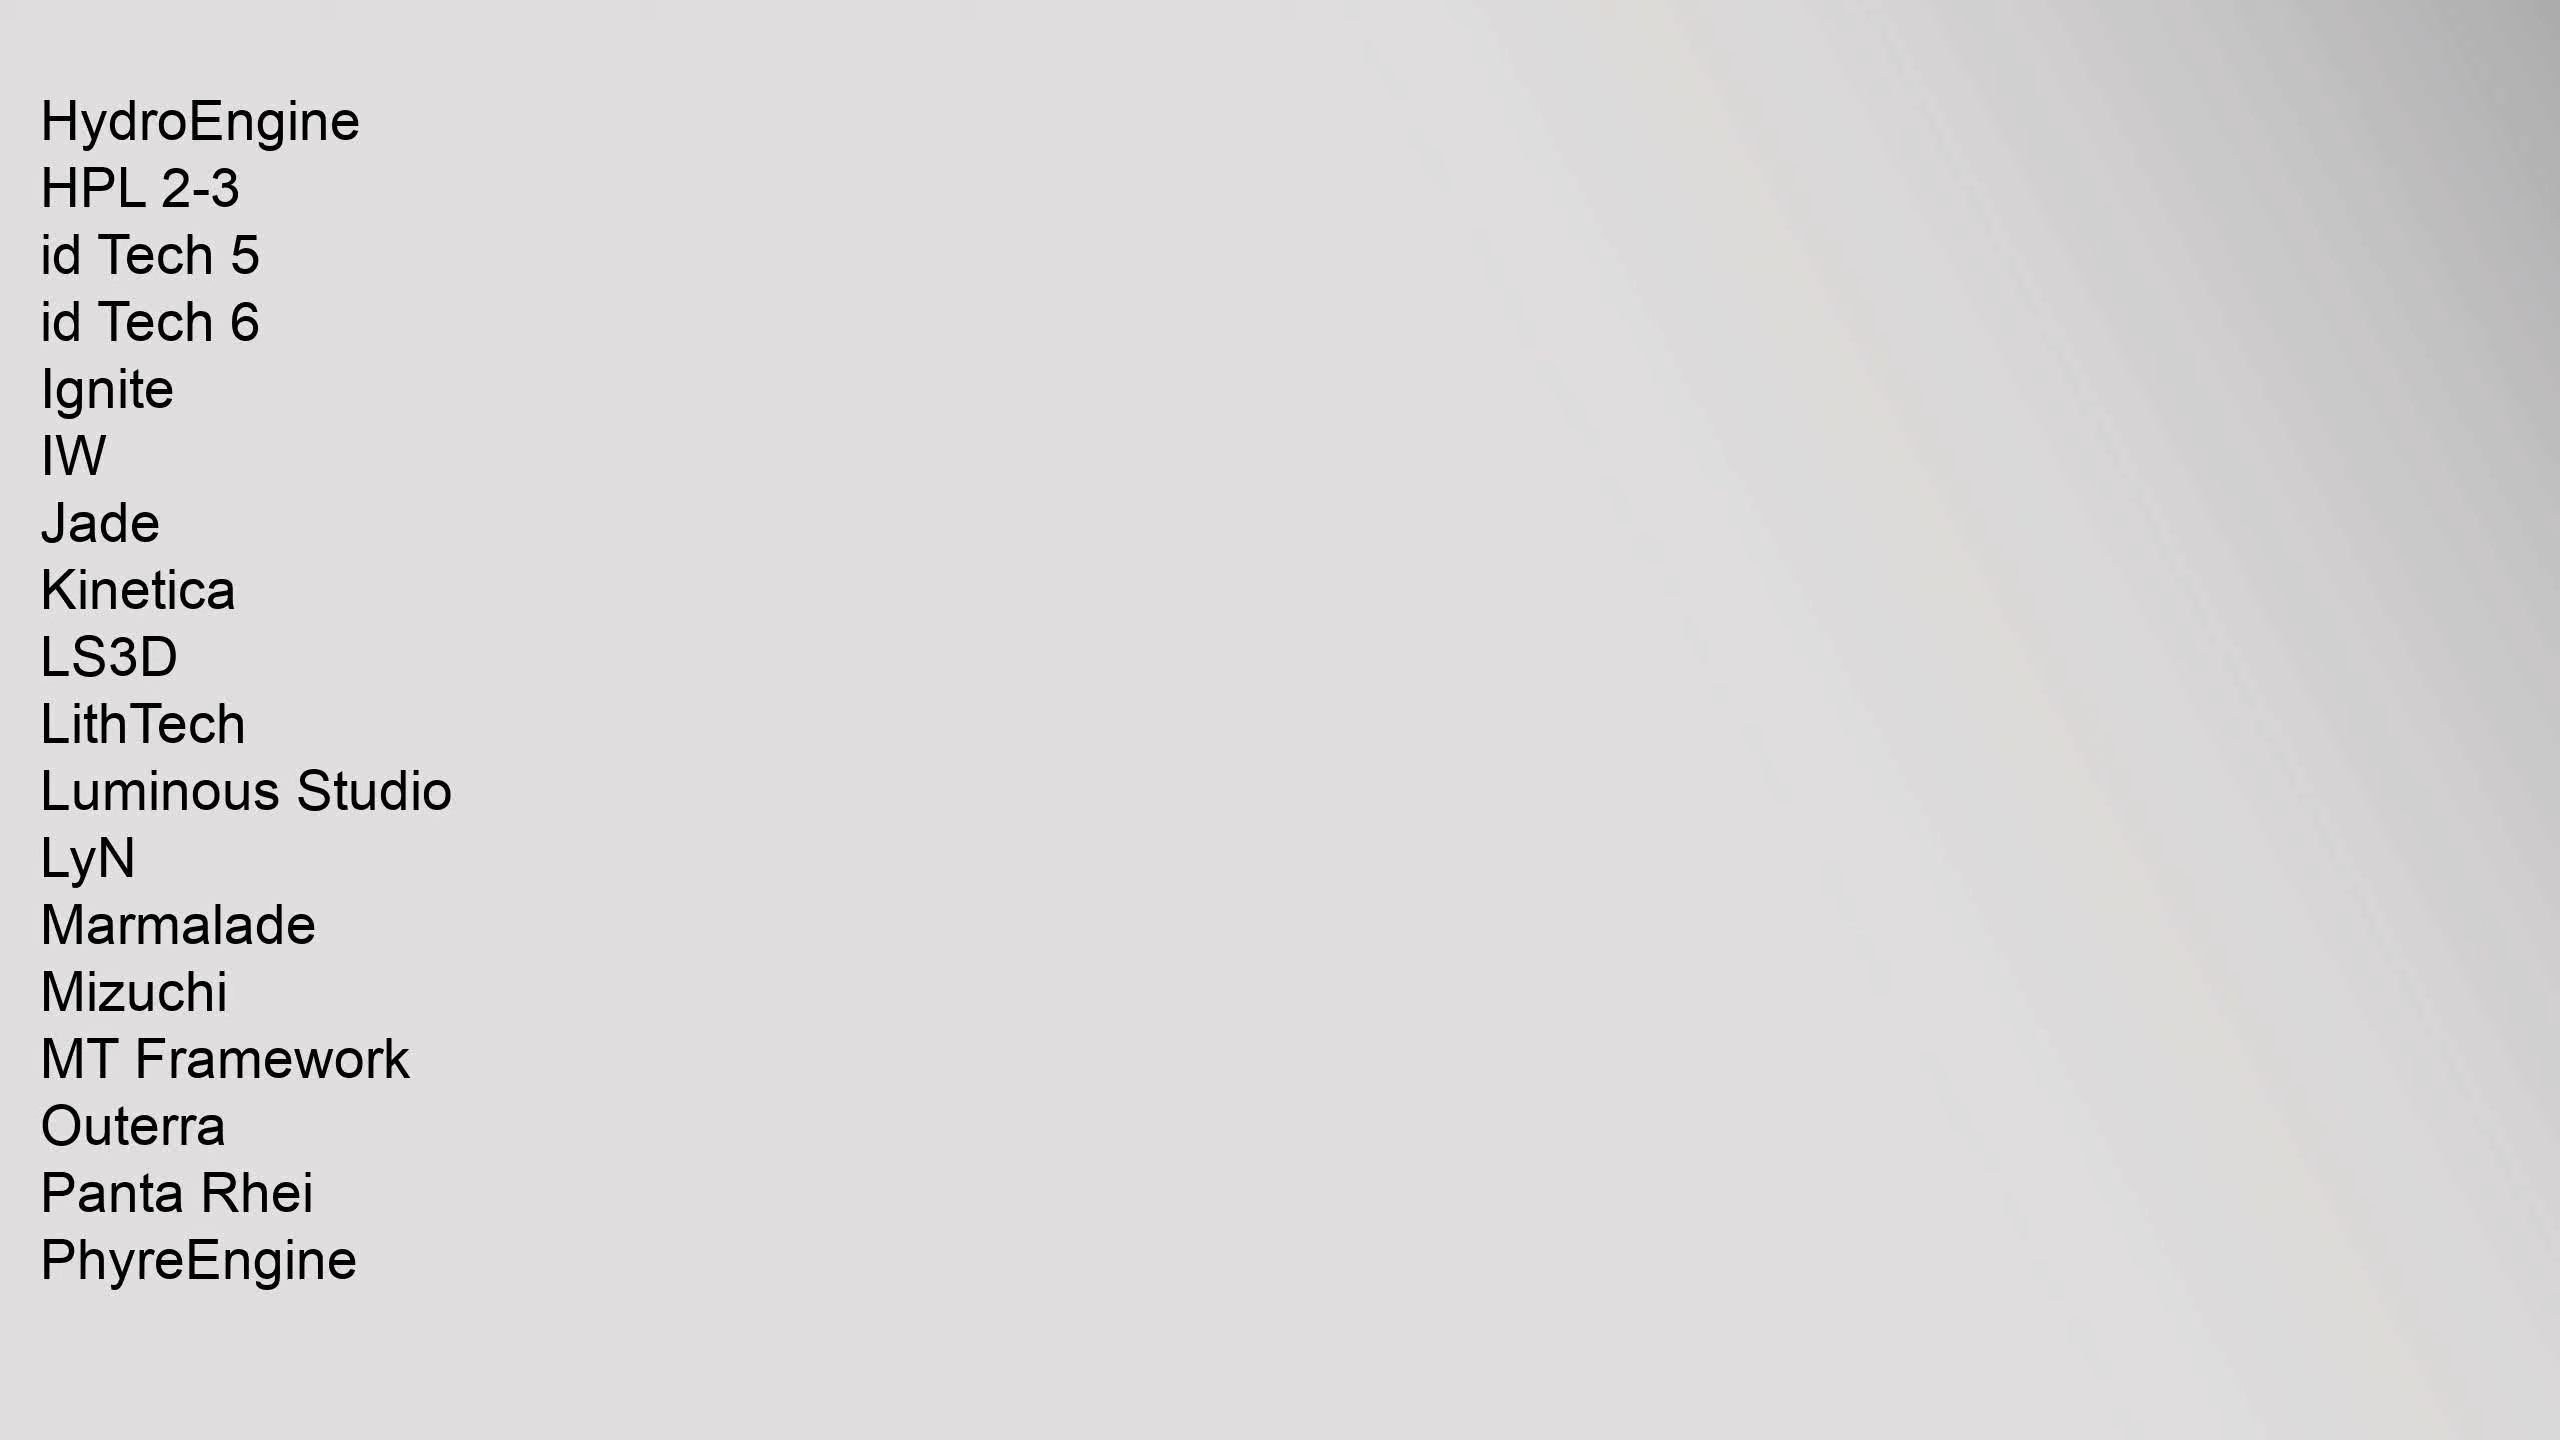 HydroEngine
HPL 2-3
id Tech 5
id Tech 6
Ignite
IW
Jade
Kinetica
LS3D
LithTech
Luminous Studio
LyN
Marmalade
Mizuchi
MT Framework
Outerra
Panta Rhei
PhyreEngine